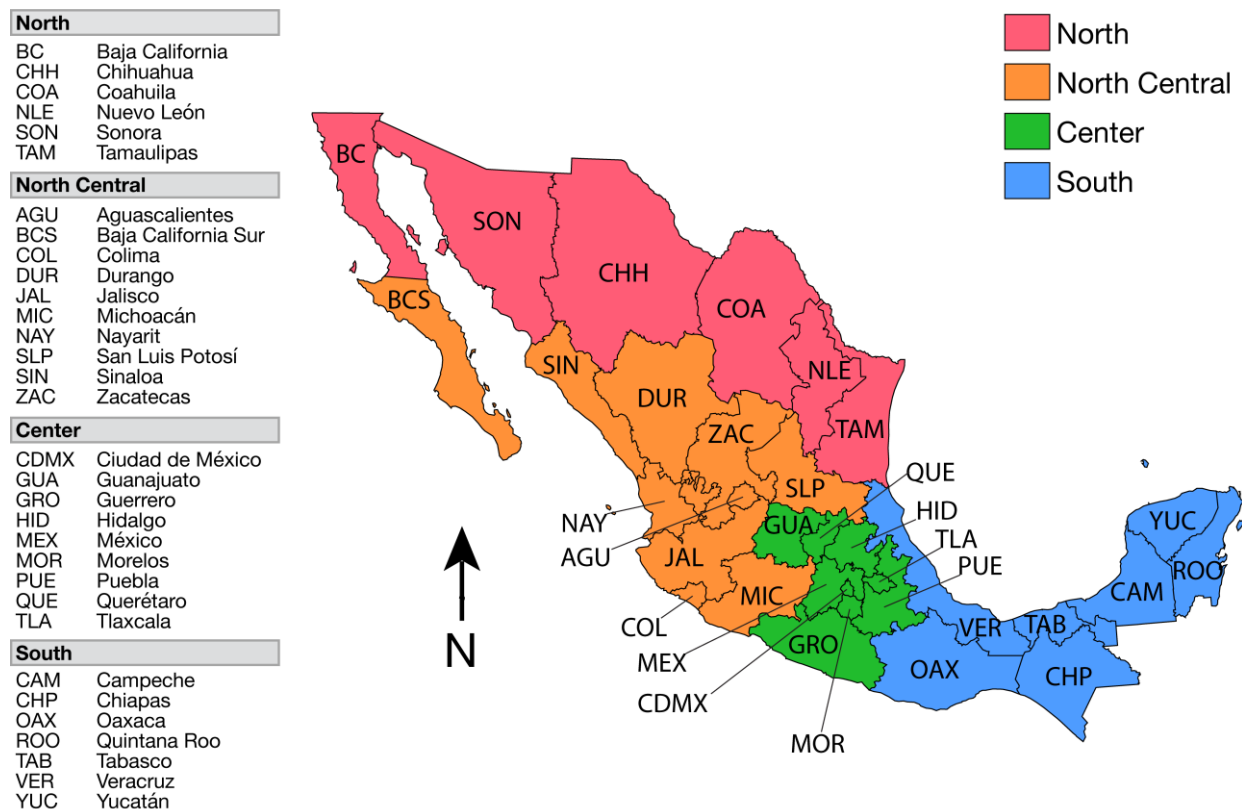 North
BC Baja California
CHH Chihuahua
COA Coahuila
NLE Nuevo León
SON Sonora
TAM Tamaulipas
North Central
AGU Aguascalientes
BCS Baja California Sur
COL Colima
DUR Durango
JAL Jalisco
MIC Michoacán
NAY Nayarit
SLP San Luis Potosí
SIN Sinaloa
ZAC Zacatecas
Center
CDMX Ciudad de México
GUA Guanajuato
GRO Guerrero
HID Hidalgo
MEX México
MOR Morelos
PUE Puebla
QUE Querétaro
TLA Tlaxcala
South
CAM Campeche
CHP Chiapas
OAX Oaxaca
ROO Quintana Roo
TAB Tabasco
VER Veracruz
YUC Yucatán
North
North Central
Center
South
BC
SON
CHH
BCS
COA
SIN
NLE
DUR
ZAC
TAM
QUE
SLP
NAY
GUA
HID
YUC
AGU
JAL
TLA
PUE
ROO
CAM
MIC
COL
VER
TAB
MEX
GRO
OAX
CHP
CDMX
MOR
N